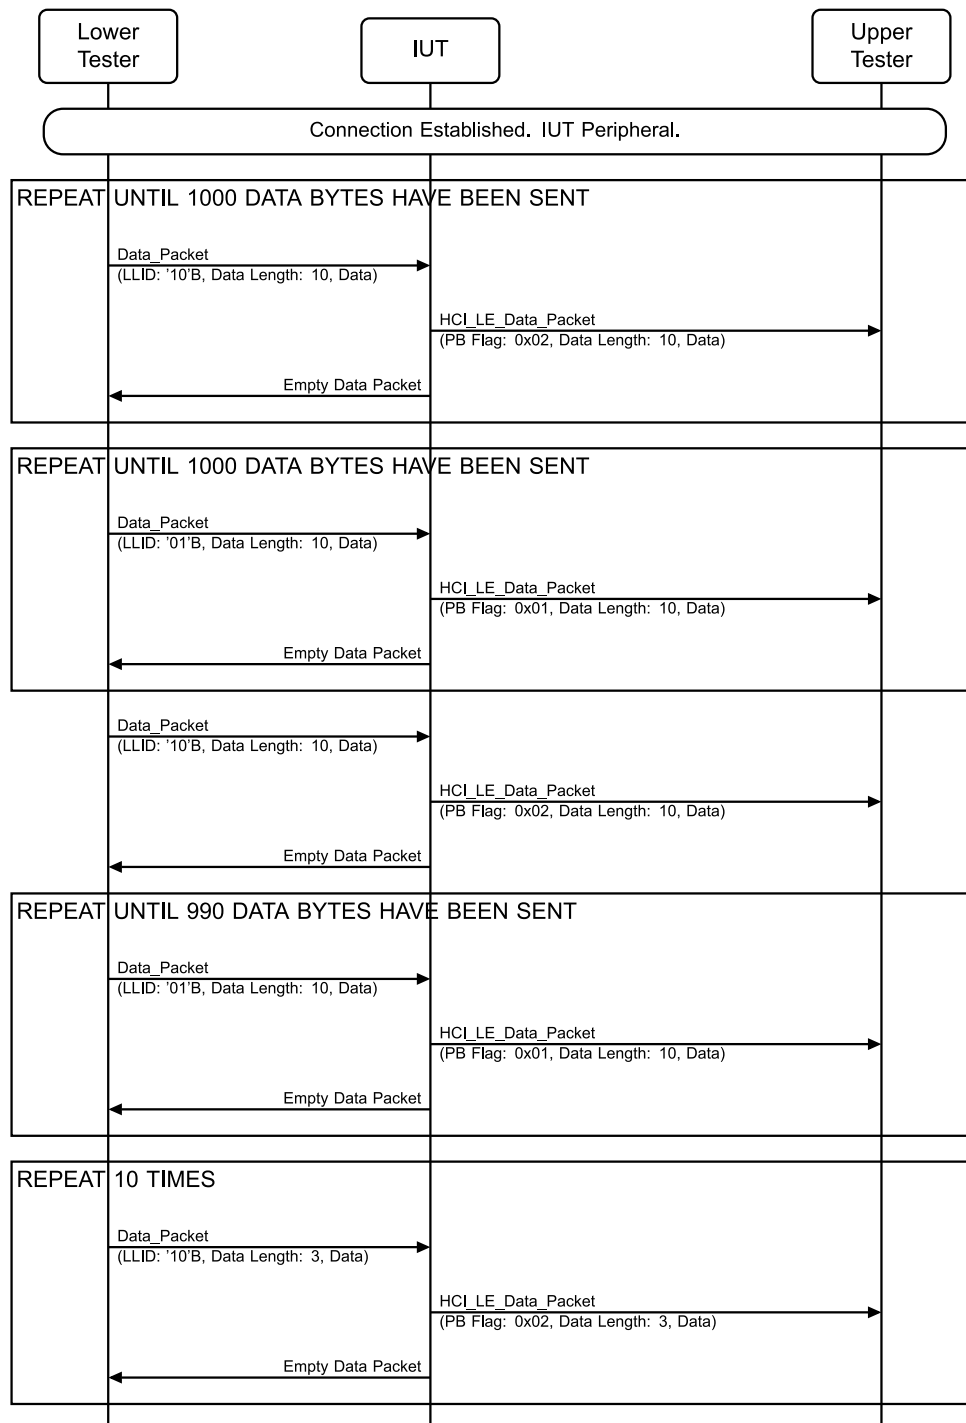 Lower
Tester
IUT
Upper
Tester
Connection Established. IUT Peripheral.
REPEAT UNTIL 1000 DATA BYTES HAVE BEEN SENT
Data_Packet
(LLID: '10'B, Data Length: 10, Data)
HCI_LE_Data_Packet
(PB Flag: 0x02, Data Length: 10, Data)
Empty Data Packet
REPEAT UNTIL 1000 DATA BYTES HAVE BEEN SENT
Data_Packet
(LLID: '01'B, Data Length: 10, Data)
HCI_LE_Data_Packet
(PB Flag: 0x01, Data Length: 10, Data)
Empty Data Packet
Data_Packet
(LLID: '10'B, Data Length: 10, Data)
HCI_LE_Data_Packet
(PB Flag: 0x02, Data Length: 10, Data)
Empty Data Packet
REPEAT UNTIL 990 DATA BYTES HAVE BEEN SENT
Data_Packet
(LLID: '01'B, Data Length: 10, Data)
HCI_LE_Data_Packet
(PB Flag: 0x01, Data Length: 10, Data)
Empty Data Packet
REPEAT 10 TIMES
Data_Packet
(LLID: '10'B, Data Length: 3, Data)
HCI_LE_Data_Packet
(PB Flag: 0x02, Data Length: 3, Data)
Empty Data Packet